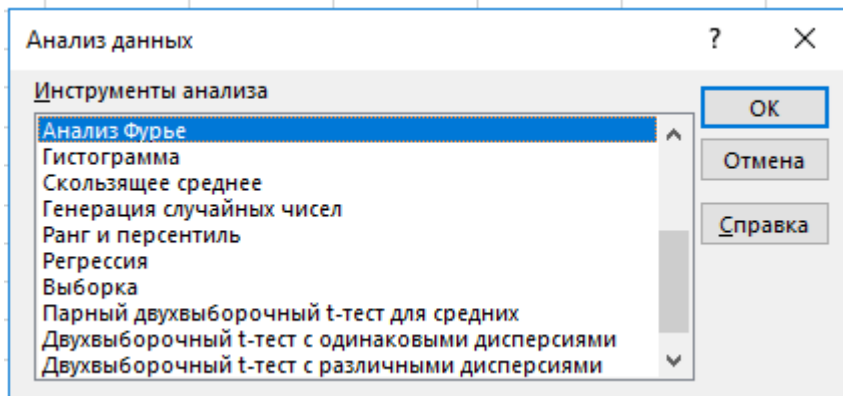 Анализ данных ? ×
Инструменты анализа
Анализ Фурье
Гистограмма
Скользящее среднее
Генерация случайных чисел
Ранг и персентиль
Регрессия
Выборка
Парный двухвыборочный t-тест для средних
Двухвыборочный t-тест с одинаковыми дисперсиями
Двухвыборочный t-тест с различными дисперсиями
ОК
Отмена
Справка